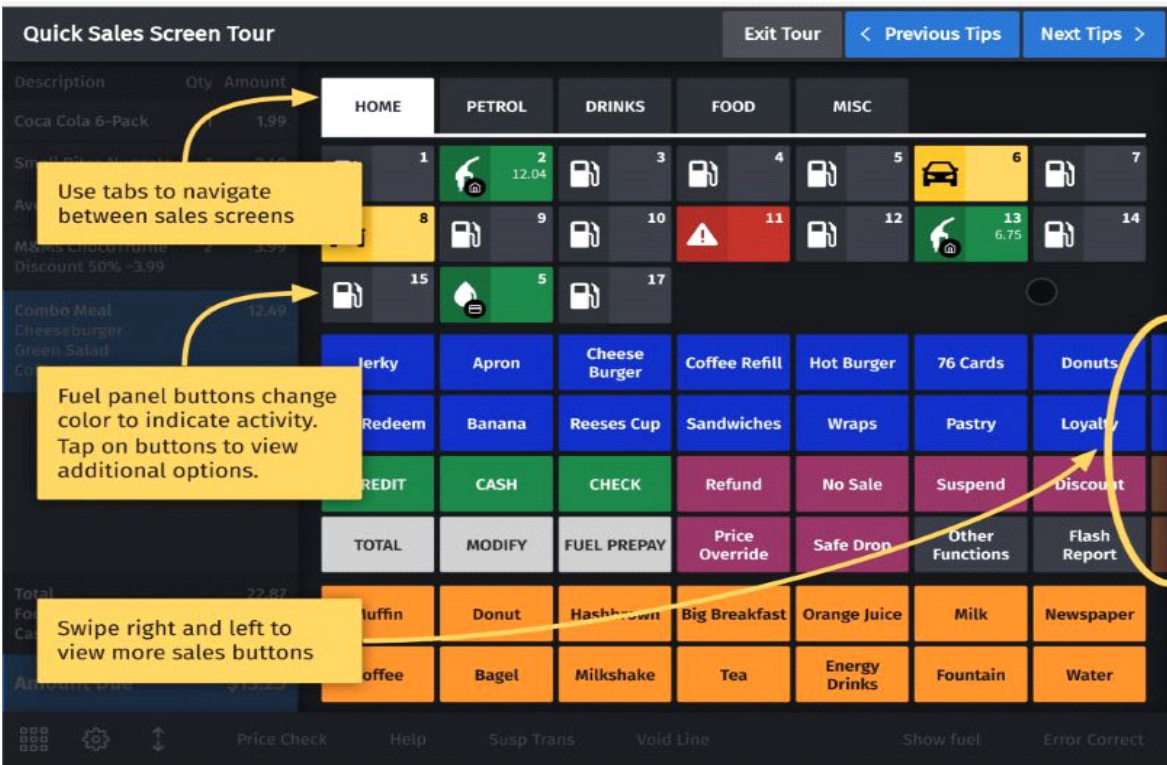 Quick Sales Screen Tour
Exit Tour
< Previous Tips
Next Tips >
Description Qty Amount
Coca Cola 6-Pack 1.99
HOME PETROL DRINKS FOOD MISC
Use tabs to navigate
between sales screens
1 2 3 4 5 6 7
12.04
8 9 10 11 12 13 14
6.75
15 5 17
2 3.99
Discount 50% -3.99
Combo Meal 12.49
Cheeseburger
Green Salad
Fuel panel buttons change
color to indicate activity.
Tap on buttons to view
additional options.
Jerky Apron Cheese Burger Coffee Refill Hot Burger 76 Cards Donuts
Redeem Banana Reeses Cup Sandwiches Wraps Pastry Loyalty
CASH CHECK Refund No Sale Suspend Discount
TOTAL MODIFY FUEL PREPAY Price Override Safe Drop Other Functions Flash Report
Total 22.87
Swipe right and left to
view more sales buttons
Donut Hashbrown Big Breakfast Orange Juice Milk Newspaper
Bagel Milkshake Tea Energy Drinks Fountain Water
Amount Due
Price Check Help Susp Trans Void Line Show fuel Error Correct